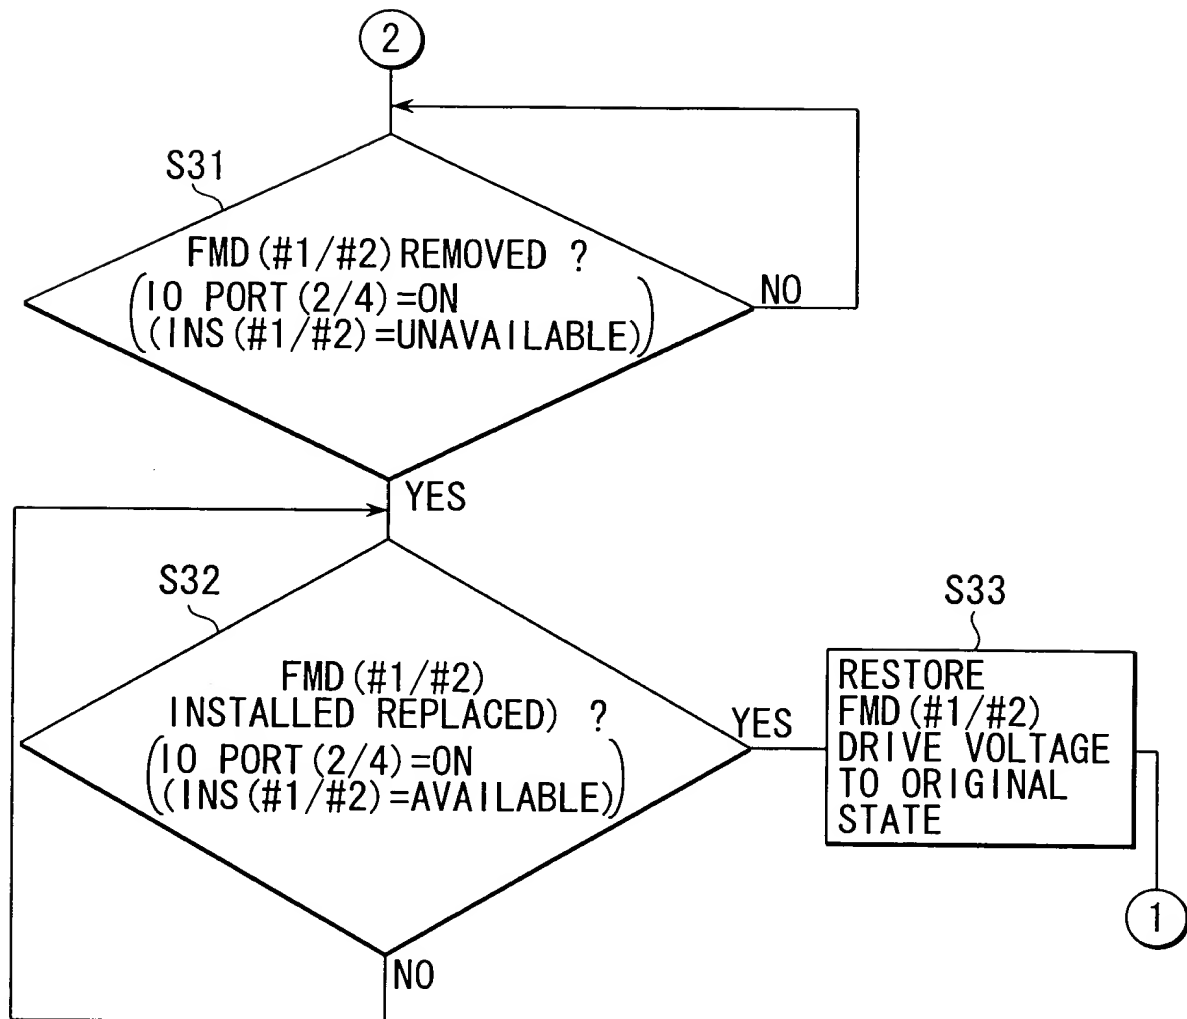 2
S31
FMD(#1/#2)REMOVED ?
(IO PORT(2/4)=ON
(INS(#1/#2)=UNAVAILABLE))
NO
YES
S32
FMD(#1/#2)
INSTALLED REPLACED) ?
(IO PORT(2/4)=ON
(INS(#1/#2)=AVAILABLE))
YES
NO
S33
RESTORE
FMD(#1/#2)
DRIVE VOLTAGE
TO ORIGINAL
STATE
1